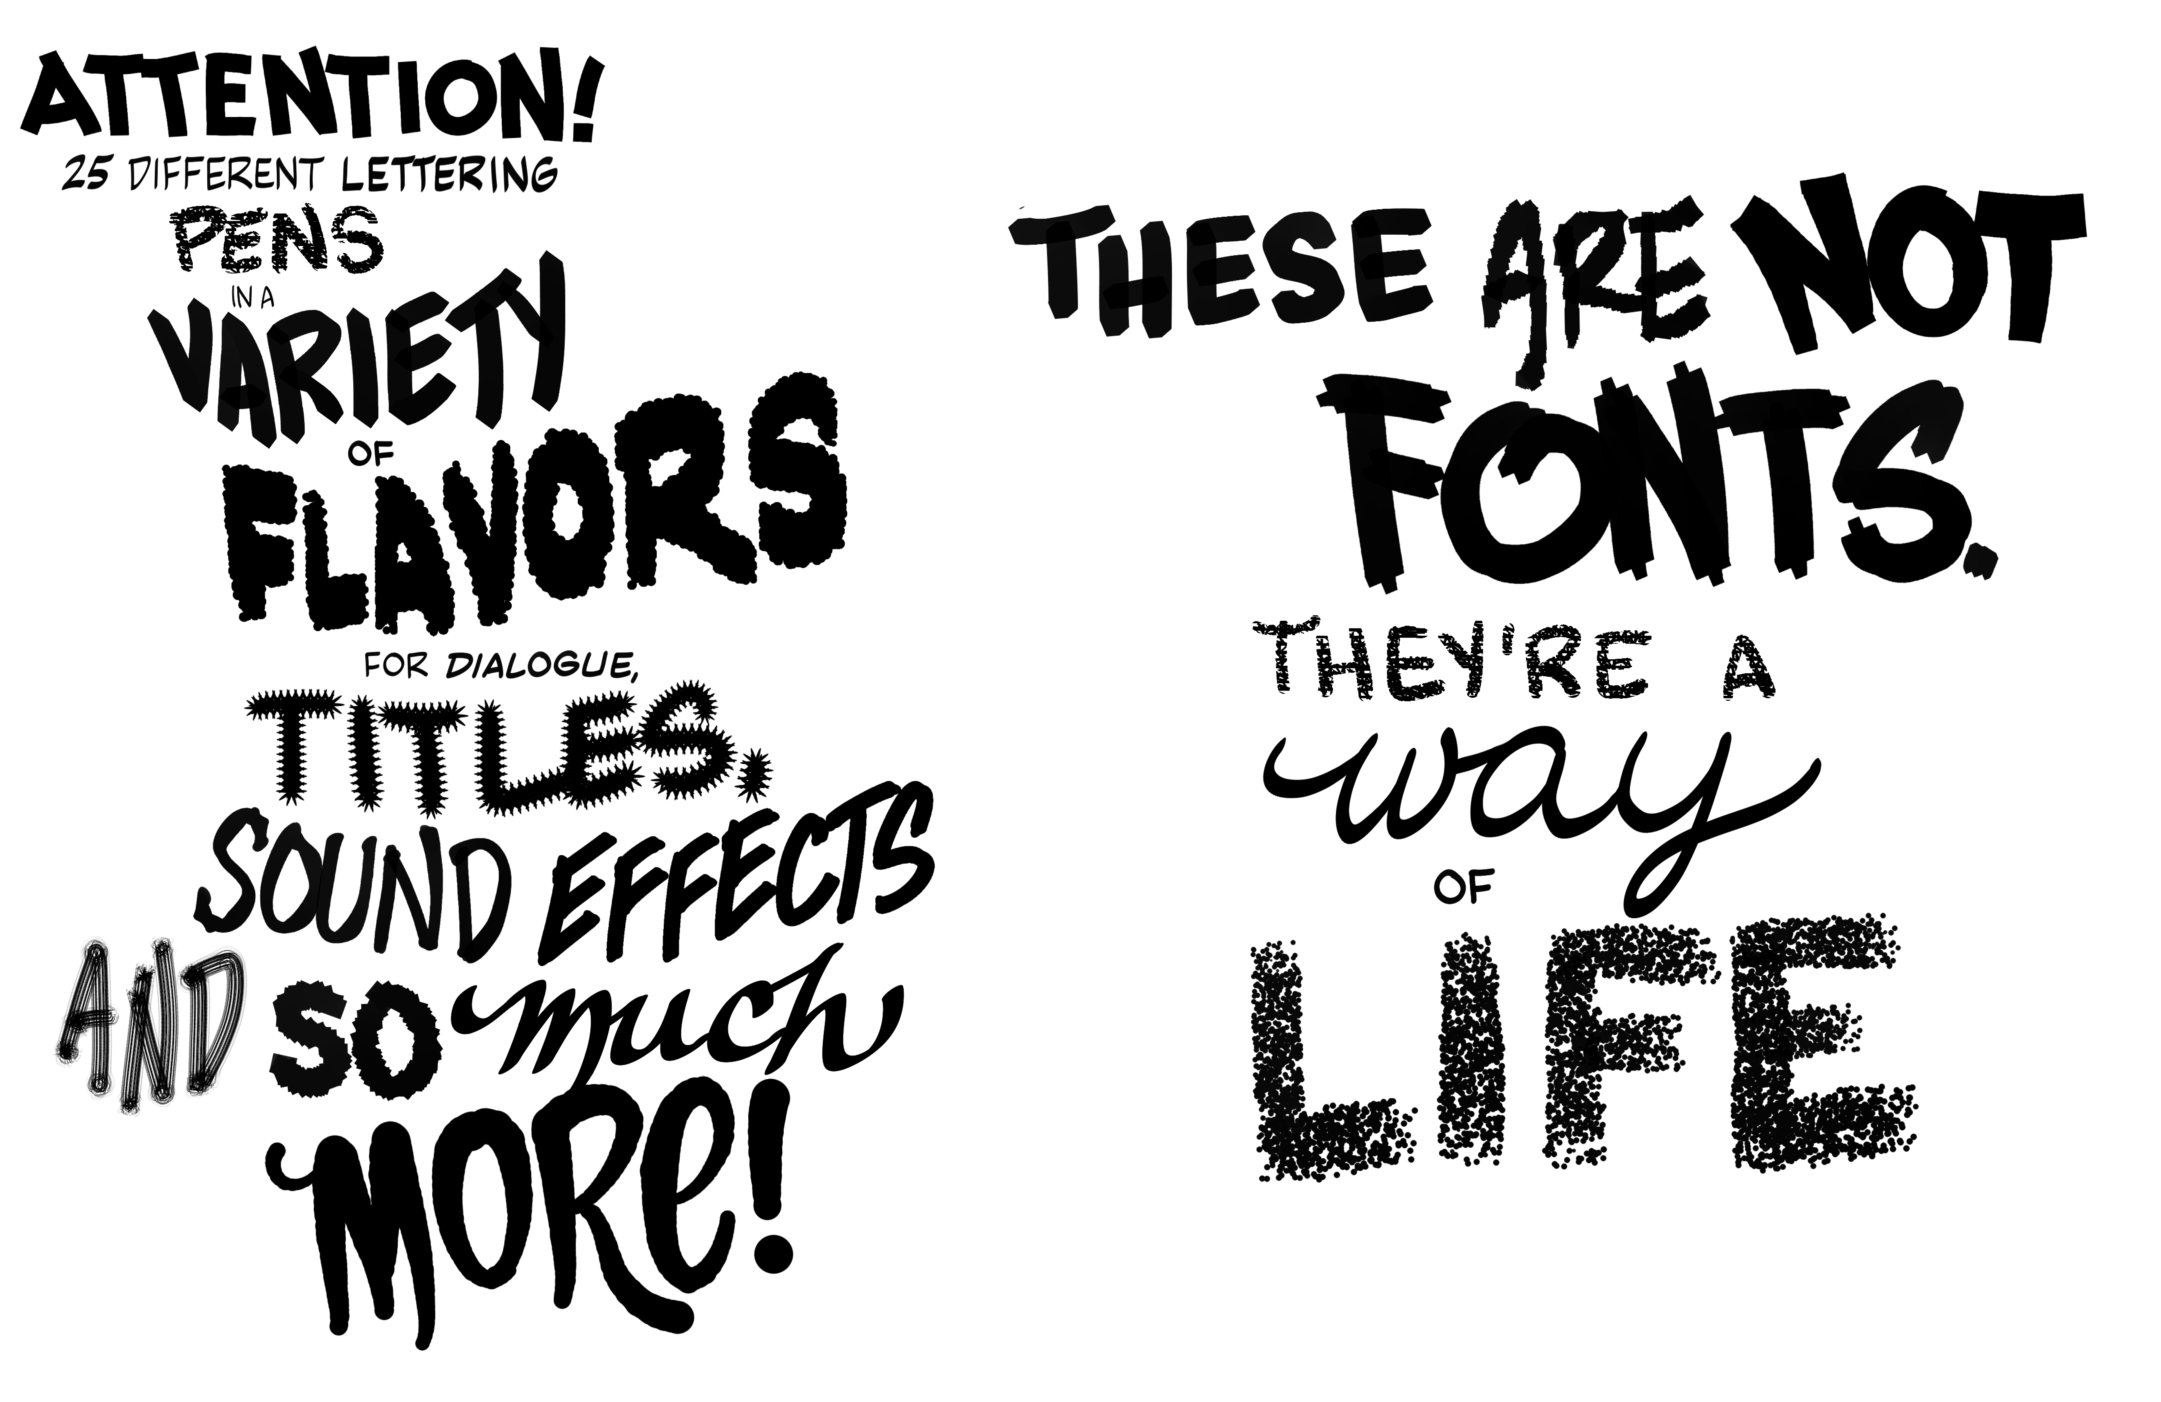 ATTENTION!
25 DIFFERENT LETTERING
PENS
IN A
VARIETY
OF
FLAVORS
FOR DIALOGUE,
TITLES,
SOUND EFFECTS
AND SO much
MORe!
THESE ARE NOT
FONTS.
THEY'RE A
way
OF
LIFE